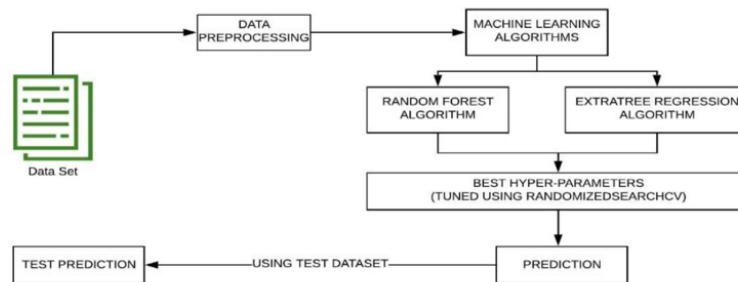 DATA
PREPROCESSING
MACHINE LEARNING
ALGORITHMS
RANDOM FOREST
ALGORITHM
EXTRATREE REGRESSION
ALGORITHM
Data Set
BEST HYPER-PARAMETERS
(TUNED USING RANDOMIZEDSEARCHCV)
TEST PREDICTION
USING TEST DATASET
PREDICTION